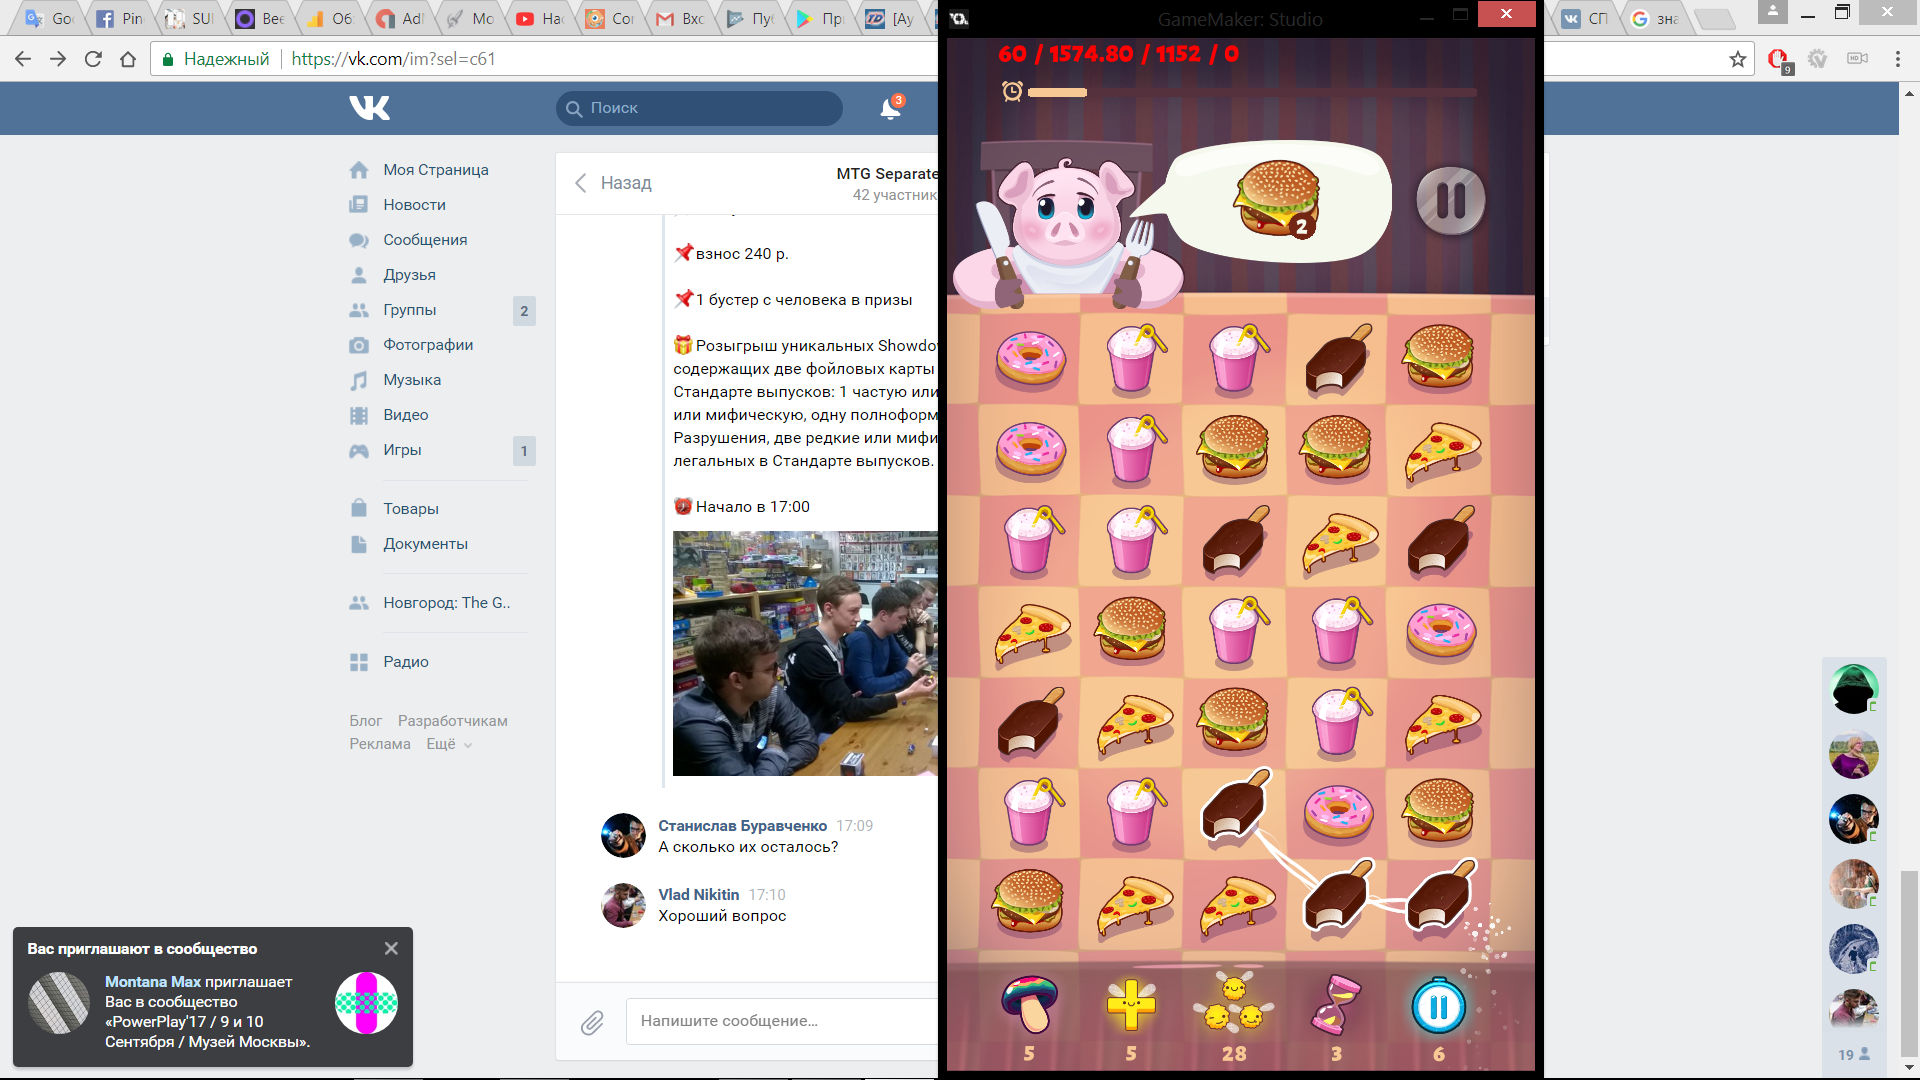 Go
Pin
SU
Bee
Об
Ad
Mo
На
Co
Вхо
Пу
Пр
[Ау
GameMaker: Studio
СП
зна
Надежный
https://vk.com/im?sel=c61
9
60 / 1574.80 / 1152 / 0
Поиск
3
Моя Страница
Новости
Сообщения
Друзья
Группы
2
Фотографии
Музыка
Видео
Игры
1
Товары
Документы
Новгород: The G..
Радио
Блог Разработчикам
Реклама Ещё
Назад
MTG Separate
42 участник
взнос 240 р.
1 бустер с человека в призы
Розыгрыш уникальных Showdo
содержащих две фойловых карты
Стандарте выпусков: 1 частую или
или мифическую, одну полноформ
Разрушения, две редкие или мифи
легальных в Стандарте выпусков.
Начало в 17:00
Станислав Буравченко 17:09
А сколько их осталось?
Vlad Nikitin 17:10
Хороший вопрос
Напишите сообщение...
2
5
5
28
3
6
19
Вас приглашают в сообщество
Montana Max приглашает
Вас в сообщество
«PowerPlay'17 / 9 и 10
Сентября / Музей Москвы».